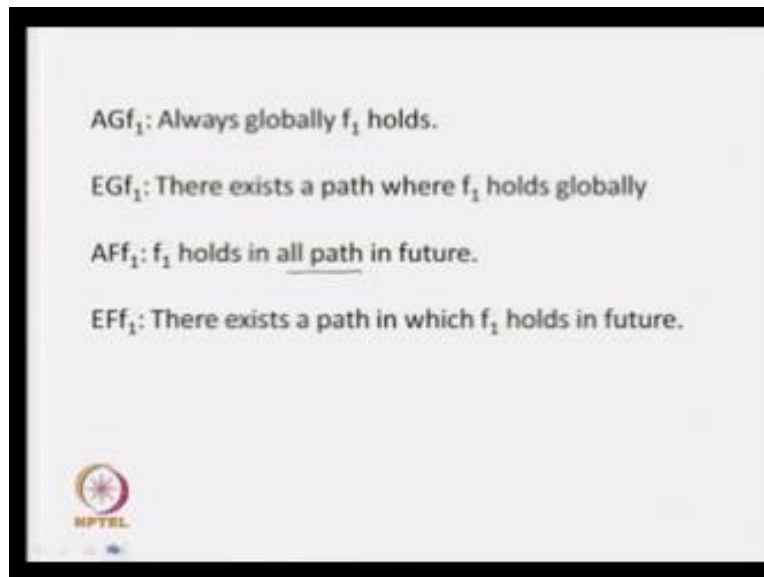 AGf₁: Always globally f₁ holds.
EGf₁: There exists a path where f₁ holds globally
AFf₁: f₁ holds in all path in future.
EFf₁: There exists a path in which f₁ holds in future.
NPTEL